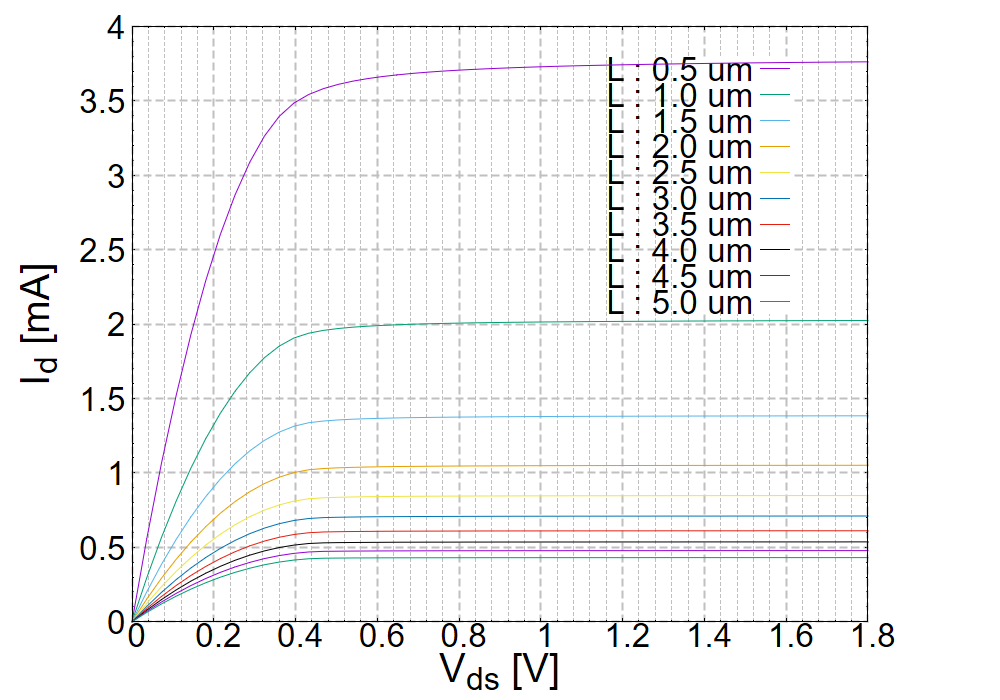 4
3.5
3
2.5
2
1.5
1
0.5
0
I_d [mA]
L : 0.5 um
L : 1.0 um
L : 1.5 um
L : 2.0 um
L : 2.5 um
L : 3.0 um
L : 3.5 um
L : 4.0 um
L : 4.5 um
L : 5.0 um
0 0.2 0.4 0.6 0.8 1 1.2 1.4 1.6 1.8
V_ds [V]